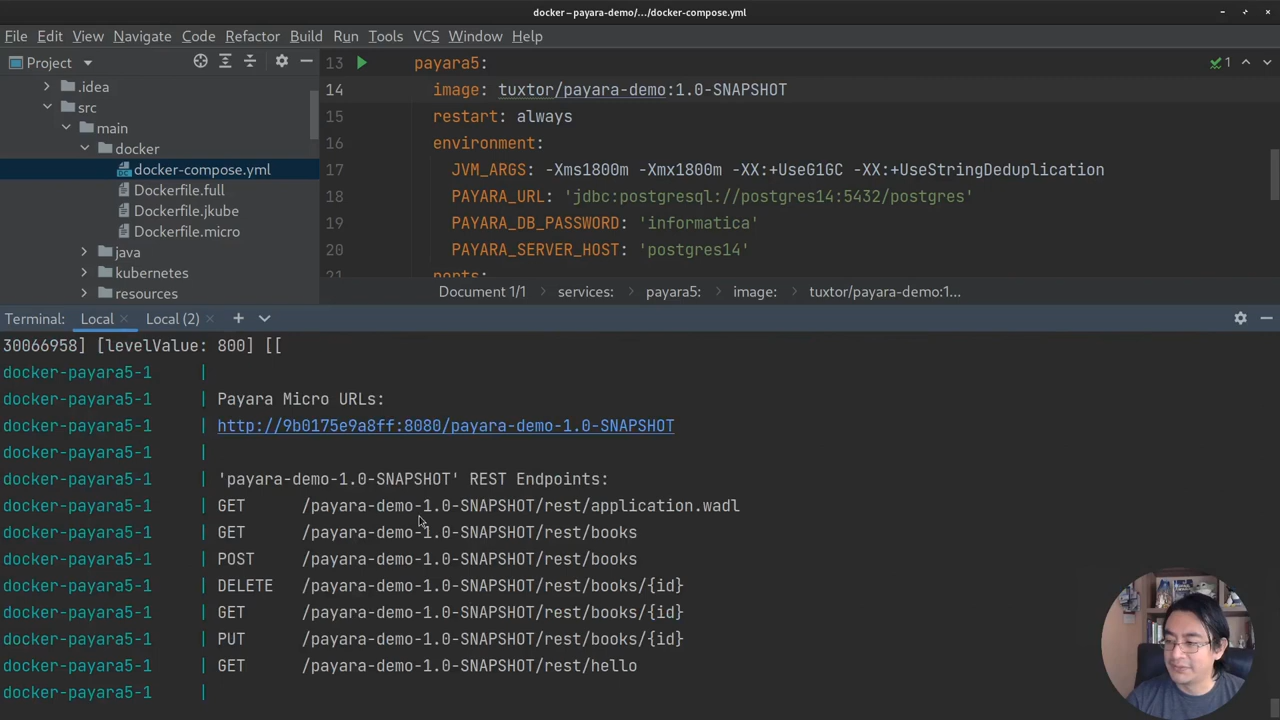 docker – payara-demo/.../docker-compose.yml
File Edit View Navigate Code Refactor Build Run Tools VCS Window Help
Project
.idea
src
main
docker
docker-compose.yml
Dockerfile.full
Dockerfile.jkube
Dockerfile.micro
java
kubernetes
resources
13 payara5:
14 image: tuxtor/payara-demo:1.0-SNAPSHOT
15 restart: always
16 environment:
17 JVM_ARGS: -Xms1800m -Xmx1800m -XX:+UseG1GC -XX:+UseStringDeduplication
18 PAYARA_URL: 'jdbc:postgresql://postgres14:5432/postgres'
19 PAYARA_DB_PASSWORD: 'informatica'
20 PAYARA_SERVER_HOST: 'postgres14'
21 ports:
1
Document 1/1 services: payara5: image: tuxtor/payara-demo:1...
Terminal: Local Local (2)
30066958] [levelValue: 800] [[
docker-payara5-1 |
docker-payara5-1 | Payara Micro URLs:
docker-payara5-1 | http://9b0175e9a8ff:8080/payara-demo-1.0-SNAPSHOT
docker-payara5-1 |
docker-payara5-1 | 'payara-demo-1.0-SNAPSHOT' REST Endpoints:
docker-payara5-1 | GET /payara-demo-1.0-SNAPSHOT/rest/application.wadl
docker-payara5-1 | GET /payara-demo-1.0-SNAPSHOT/rest/books
docker-payara5-1 | POST /payara-demo-1.0-SNAPSHOT/rest/books
docker-payara5-1 | DELETE /payara-demo-1.0-SNAPSHOT/rest/books/{id}
docker-payara5-1 | GET /payara-demo-1.0-SNAPSHOT/rest/books/{id}
docker-payara5-1 | PUT /payara-demo-1.0-SNAPSHOT/rest/books/{id}
docker-payara5-1 | GET /payara-demo-1.0-SNAPSHOT/rest/hello
docker-payara5-1 |